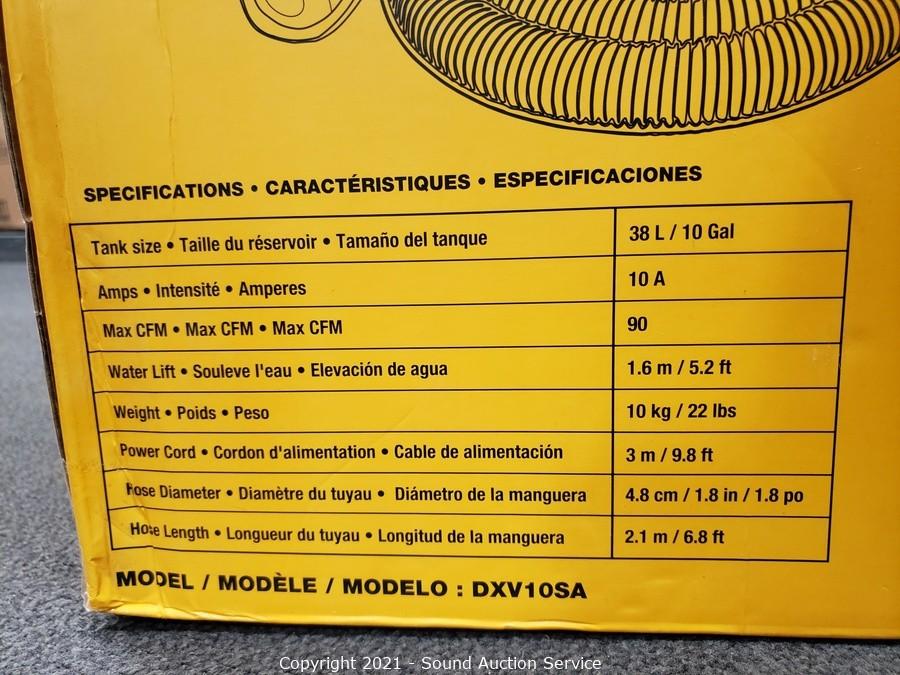 SPECIFICATIONS • CARACTÉRISTIQUES • ESPECIFICACIONES
Tank size • Taille du réservoir • Tamaño del tanque 38 L / 10 Gal
Amps • Intensité • Amperes 10 A
Max CFM • Max CFM • Max CFM 90
Water Lift • Souleve l'eau • Elevación de agua 1.6 m / 5.2 ft
Weight • Poids • Peso 10 kg / 22 lbs
Power Cord • Cordon d'alimentation • Cable de alimentación 3 m / 9.8 ft
Hose Diameter • Diamètre du tuyau • Diámetro de la manguera 4.8 cm / 1.8 in / 1.8 po
Hose Length • Longueur du tuyau • Longitud de la manguera 2.1 m / 6.8 ft
MODEL / MODÈLE / MODELO : DXV10SA
Copyright 2021 - Sound Auction Service